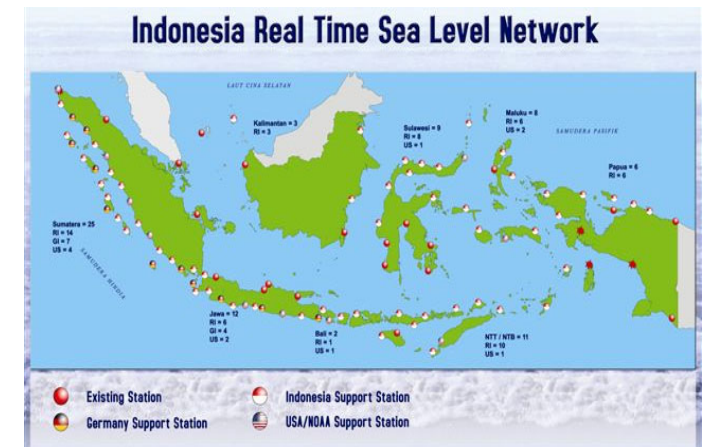 Indonesia Real Time Sea Level Network
LAUT CINA SELATAN
Kalimantan = 3
RI = 3
Sulawesi = 9
RI = 8
US = 1
Maluku = 8
RI = 6
US = 2
SAMUDERA PASIFIK
Papua = 6
RI = 6
Sumatera = 25
RI = 14
GI = 7
US = 4
SAMUDERA HINDIA
Jawa = 12
RI = 6
GI = 4
US = 2
Bali = 2
RI = 1
US = 1
NTT / NTB = 11
RI = 10
US = 1
Existing Station
Indonesia Support Station
Germany Support Station
USA/NOAA Support Station